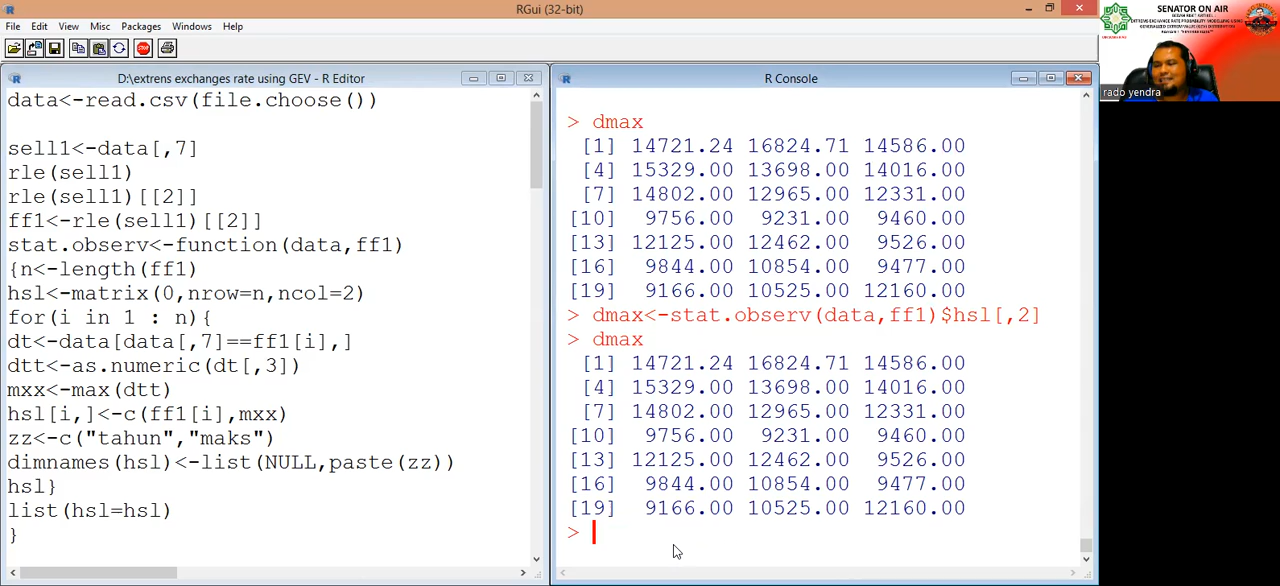 RGui (32-bit)
File Edit View Misc Packages Windows Help
STOP
D:\extrens exchanges rate using GEV - R Editor
data<-read.csv(file.choose())
sell1<-data[,7]
rle(sell1)
rle(sell1)[[2]]
ff1<-rle(sell1)[[2]]
stat.observ<-function(data,ff1)
{n<-length(ff1)
hsl<-matrix(0,nrow=n,ncol=2)
for(i in 1 : n){
dt<-data[data[,7]==ff1[i],]
dtt<-as.numeric(dt[,3])
mxx<-max(dtt)
hsl[i,]<-c(ff1[i],mxx)
zz<-c("tahun","maks")
dimnames(hsl)<-list(NULL,paste(zz))
hsl}
list(hsl=hsl)
}
R Console
> dmax
[1] 14721.24 16824.71 14586.00
[4] 15329.00 13698.00 14016.00
[7] 14802.00 12965.00 12331.00
[10] 9756.00 9231.00 9460.00
[13] 12125.00 12462.00 9526.00
[16] 9844.00 10854.00 9477.00
[19] 9166.00 10525.00 12160.00
> dmax<-stat.observ(data,ff1)$hsl[,2]
> dmax
[1] 14721.24 16824.71 14586.00
[4] 15329.00 13698.00 14016.00
[7] 14802.00 12965.00 12331.00
[10] 9756.00 9231.00 9460.00
[13] 12125.00 12462.00 9526.00
[16] 9844.00 10854.00 9477.00
[19] 9166.00 10525.00 12160.00
>
SENATOR ON AIR
rado yendra